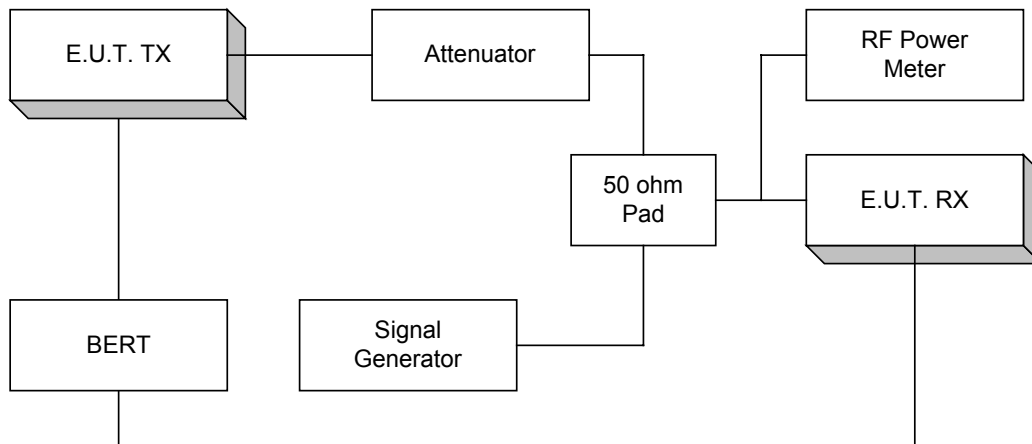 E.U.T. TX
Attenuator
RF Power
Meter
50 ohm
Pad
E.U.T. RX
BERT
Signal
Generator